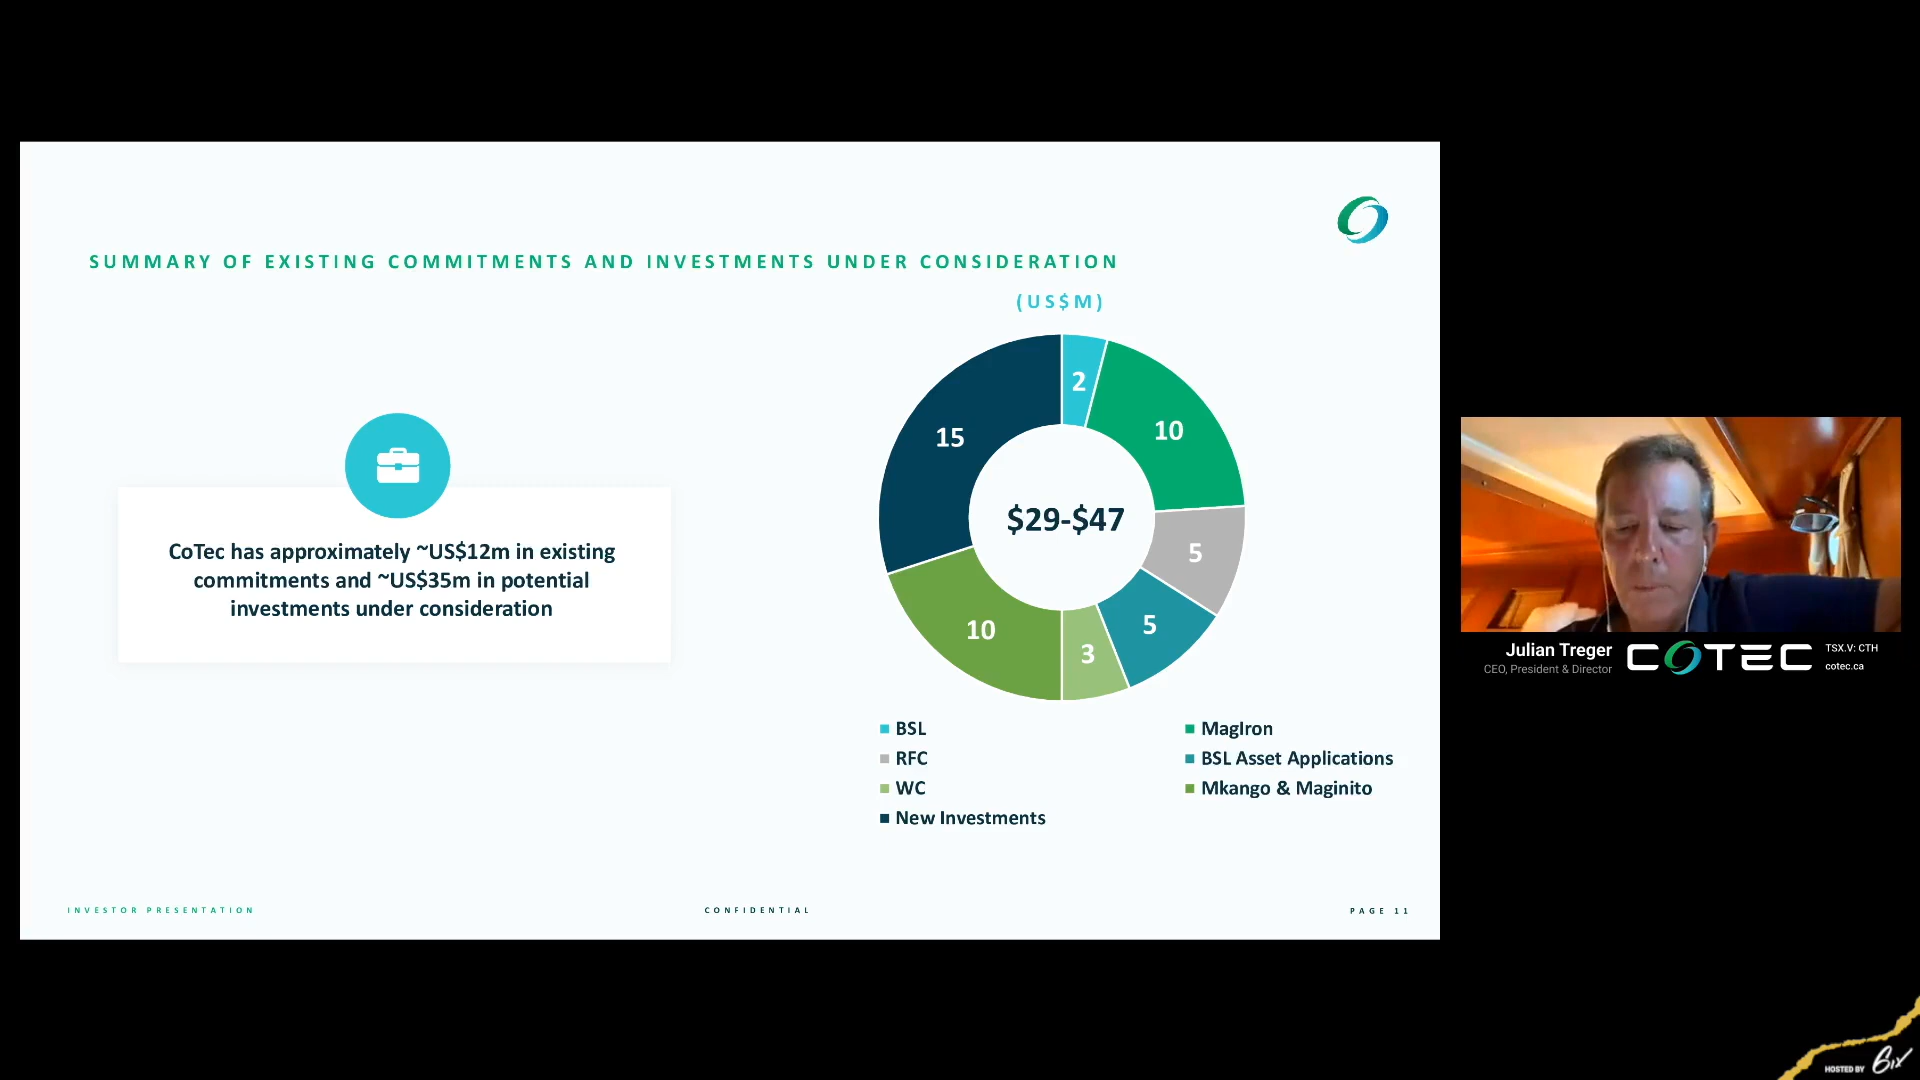 SUMMARY OF EXISTING COMMITMENTS AND INVESTMENTS UNDER CONSIDERATION
(US$M)
2
10
5
5
3
10
15
$29-$47
CoTec has approximately ~US$12m in existing
commitments and ~US$35m in potential
investments under consideration
BSL
MagIron
RFC
BSL Asset Applications
WC
Mkango & Maginito
New Investments
INVESTOR PRESENTATION
CONFIDENTIAL
PAGE 11
Julian Treger
CEO, President & Director
COTEC
TSX.V: CTH
cotec.ca
HOSTED BY 6ix